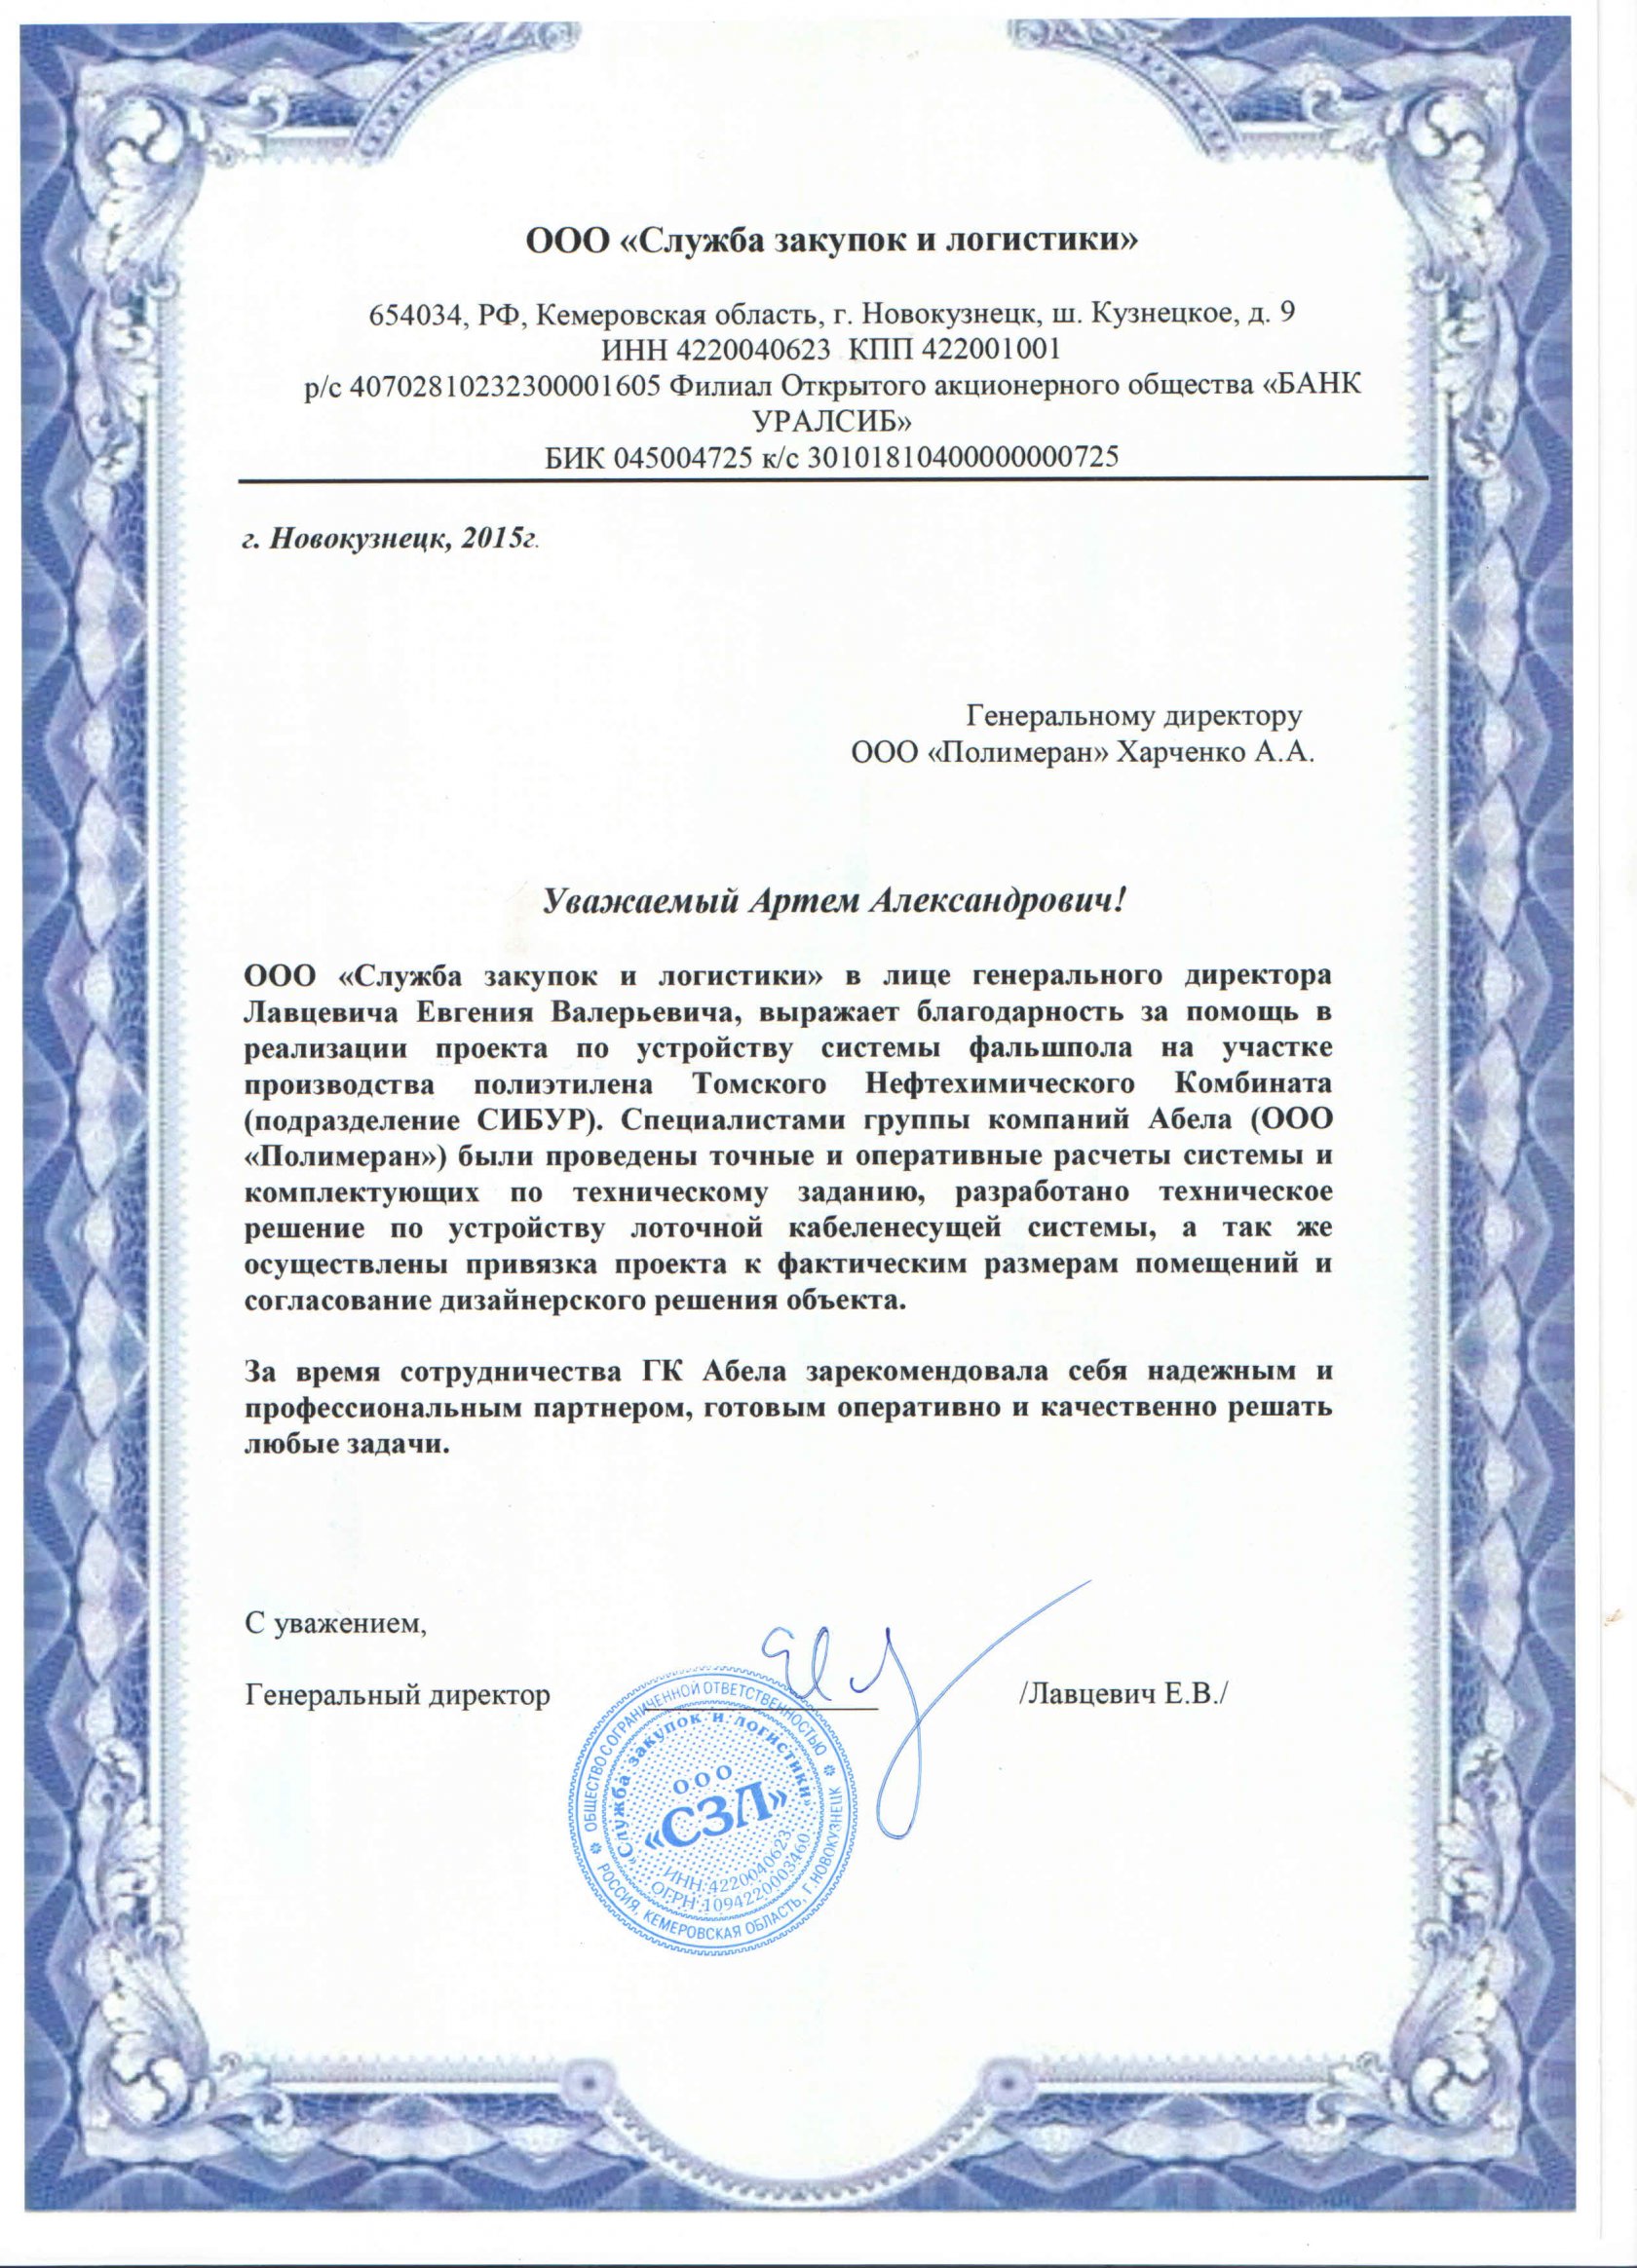 ООО «Служба закупок и логистики»
654034, РФ, Кемеровская область, г. Новокузнецк, ш. Кузнецкое, д. 9
ИНН 4220040623 КПП 422001001
р/с 40702810232300001605 Филиал Открытого акционерного общества «БАНК
УРАЛСИБ»
БИК 045004725 к/с 30101810400000000725
г. Новокузнецк, 2015г.
Генеральному директору
ООО «Полимеран» Харченко А.А.
Уважаемый Артем Александрович!
ООО «Служба закупок и логистики» в лице генерального директора
Лавцевича Евгения Валерьевича, выражает благодарность за помощь в
реализации проекта по устройству системы фальшпола на участке
производства полиэтилена Томского Нефтехимического Комбината
(подразделение СИБУР). Специалистами группы компаний Абела (ООО
«Полимеран») были проведены точные и оперативные расчеты системы и
комплектующих по техническому заданию, разработано техническое
решение по устройству лоточной кабеленесущей системы, а так же
осуществлены привязка проекта к фактическим размерам помещений и
согласование дизайнерского решения объекта.
За время сотрудничества ГК Абела зарекомендовала себя надежным и
профессиональным партнером, готовым оперативно и качественно решать
любые задачи.
С уважением,
Генеральный директор /Лавцевич Е.В./
ОБЩЕСТВО С ОГРАНИЧЕННОЙ ОТВЕТСТВЕННОСТЬЮ
«Служба закупок и логистики»
ООО
«СЗЛ»
ИНН 4220040623
ОГРН 1094220003460
РОССИЯ, КЕМЕРОВСКАЯ ОБЛАСТЬ, Г.НОВОКУЗНЕЦК